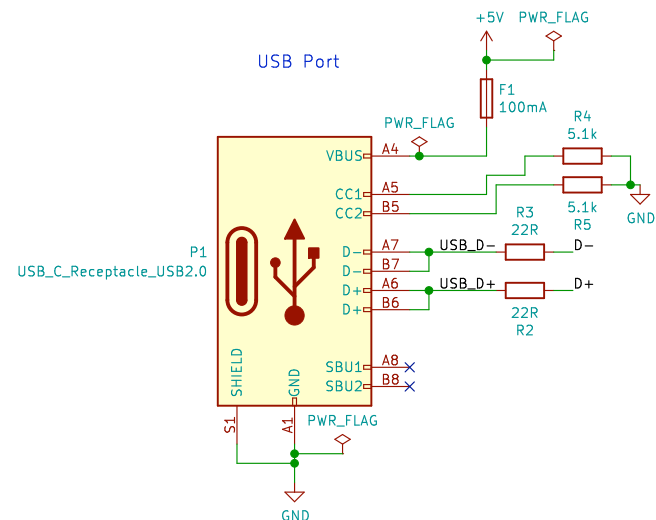 +5V
PWR_FLAG
USB Port
F1
100mA
PWR_FLAG
R4
5.1k
VBUS
A4
CC1
A5
CC2
B5
5.1k
R5
GND
P1
USB_C_Receptacle_USB2.0
R3
22R
D-
A7
USB_D-
D-
D-
B7
D+
A6
USB_D+
D+
D+
B6
22R
R2
SBU1
A8
SBU2
B8
SHIELD
GND
S1
A1
PWR_FLAG
GND